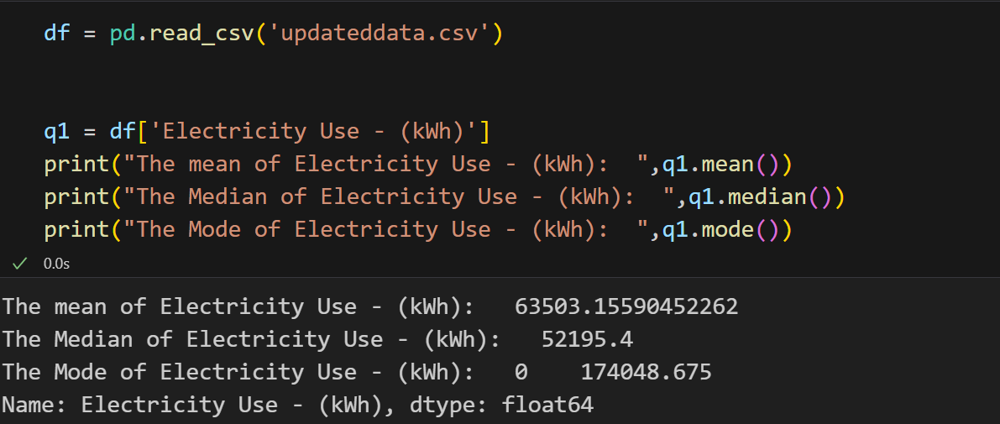 df = pd.read_csv('updateddata.csv')
q1 = df['Electricity Use - (kWh)']
print("The mean of Electricity Use - (kWh):  ",q1.mean())
print("The Median of Electricity Use - (kWh):  ",q1.median())
print("The Mode of Electricity Use - (kWh):  ",q1.mode())
✓ 0.0s
The mean of Electricity Use - (kWh):   63503.15590452262
The Median of Electricity Use - (kWh):   52195.4
The Mode of Electricity Use - (kWh):   0    174048.675
Name: Electricity Use - (kWh), dtype: float64